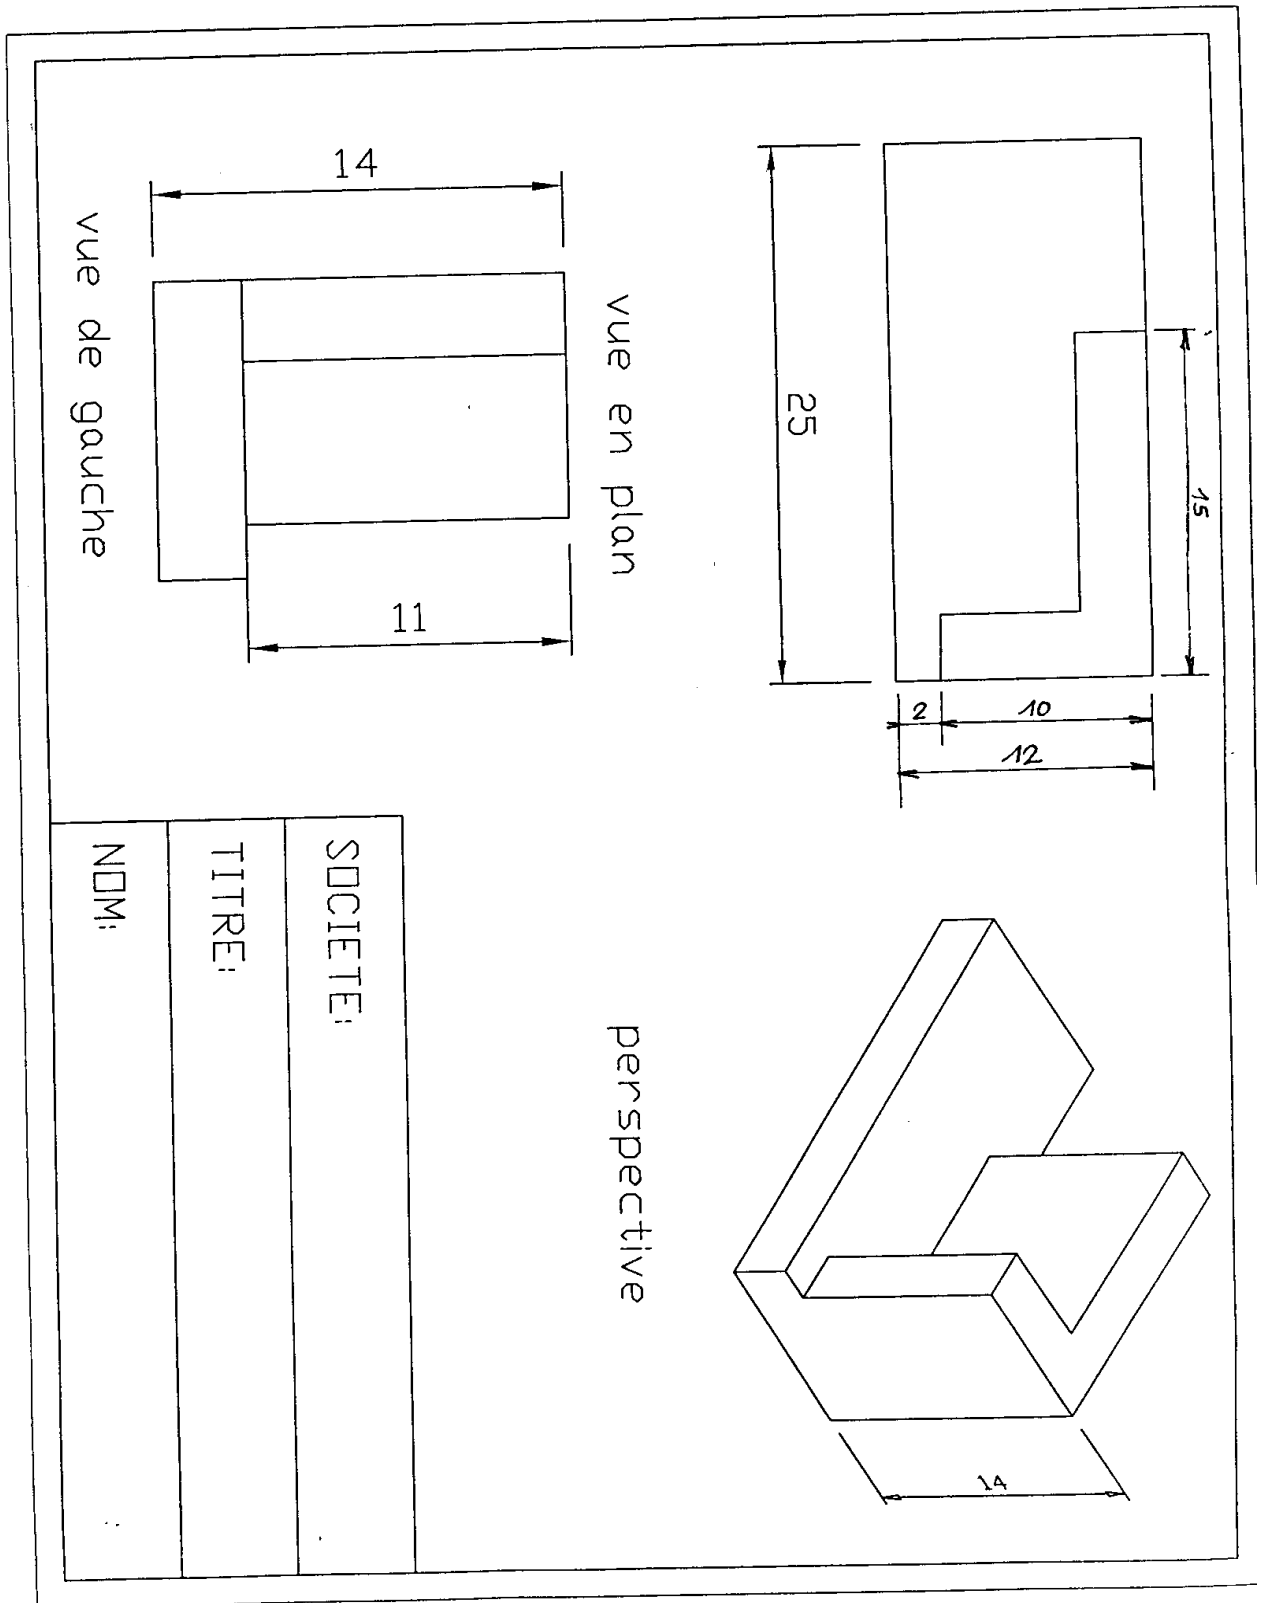 15
25
2
10
12
vue en plan
14
11
vue de gauche
perspective
14
SOCIETE:
TITRE:
NOM: